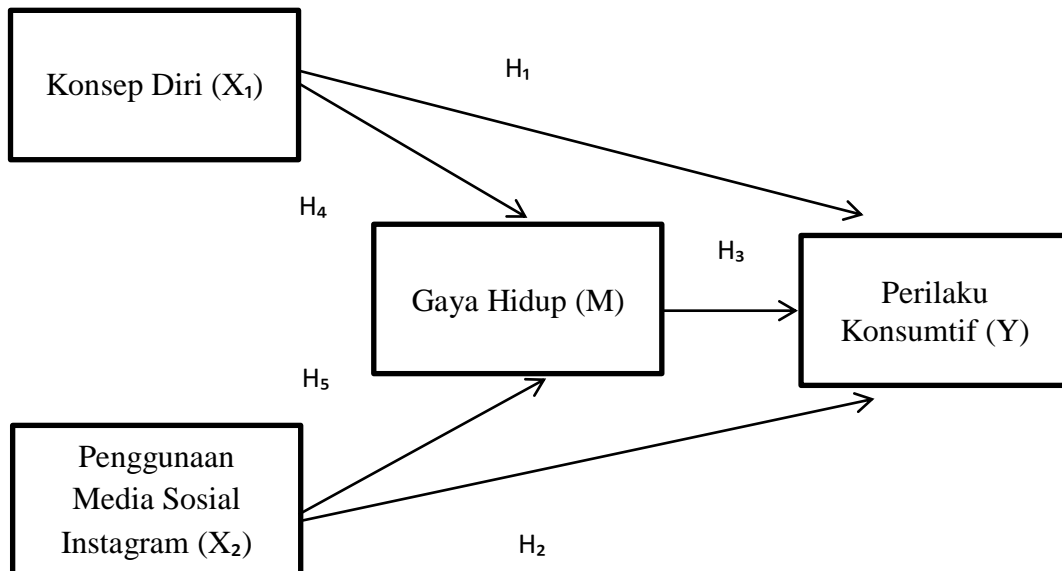 Konsep Diri (X₁)
H₁
H₄
Gaya Hidup (M)
H₃
Perilaku
Konsumtif (Y)
H₅
Penggunaan
Media Sosial
Instagram (X₂)
H₂